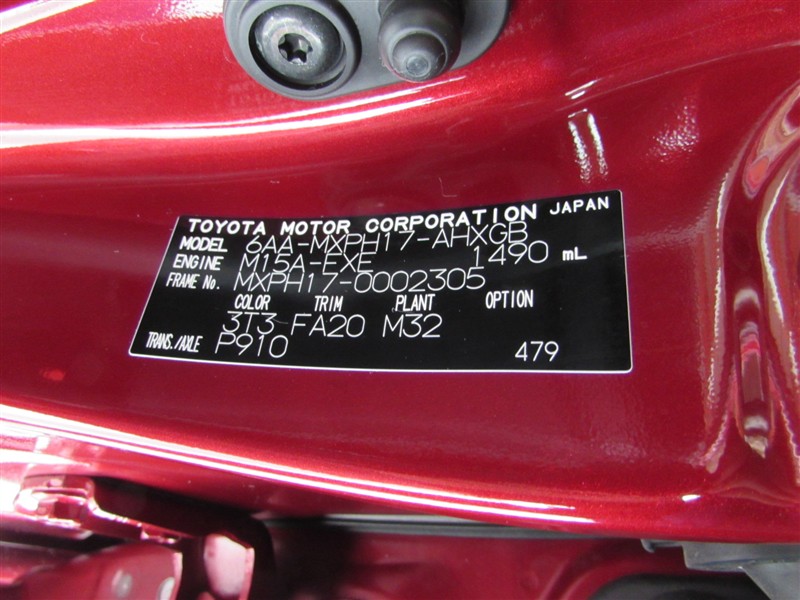 TOYOTA MOTOR CORPORATION JAPAN
MODEL 6AA-MXPH17-AHXGB
ENGINE M15A-EXE 1490 mL
FRAME No. MXPH17-0002305
COLOR TRIM PLANT OPTION
3T3 FA20 M32
TRANS./AXLE P910 479